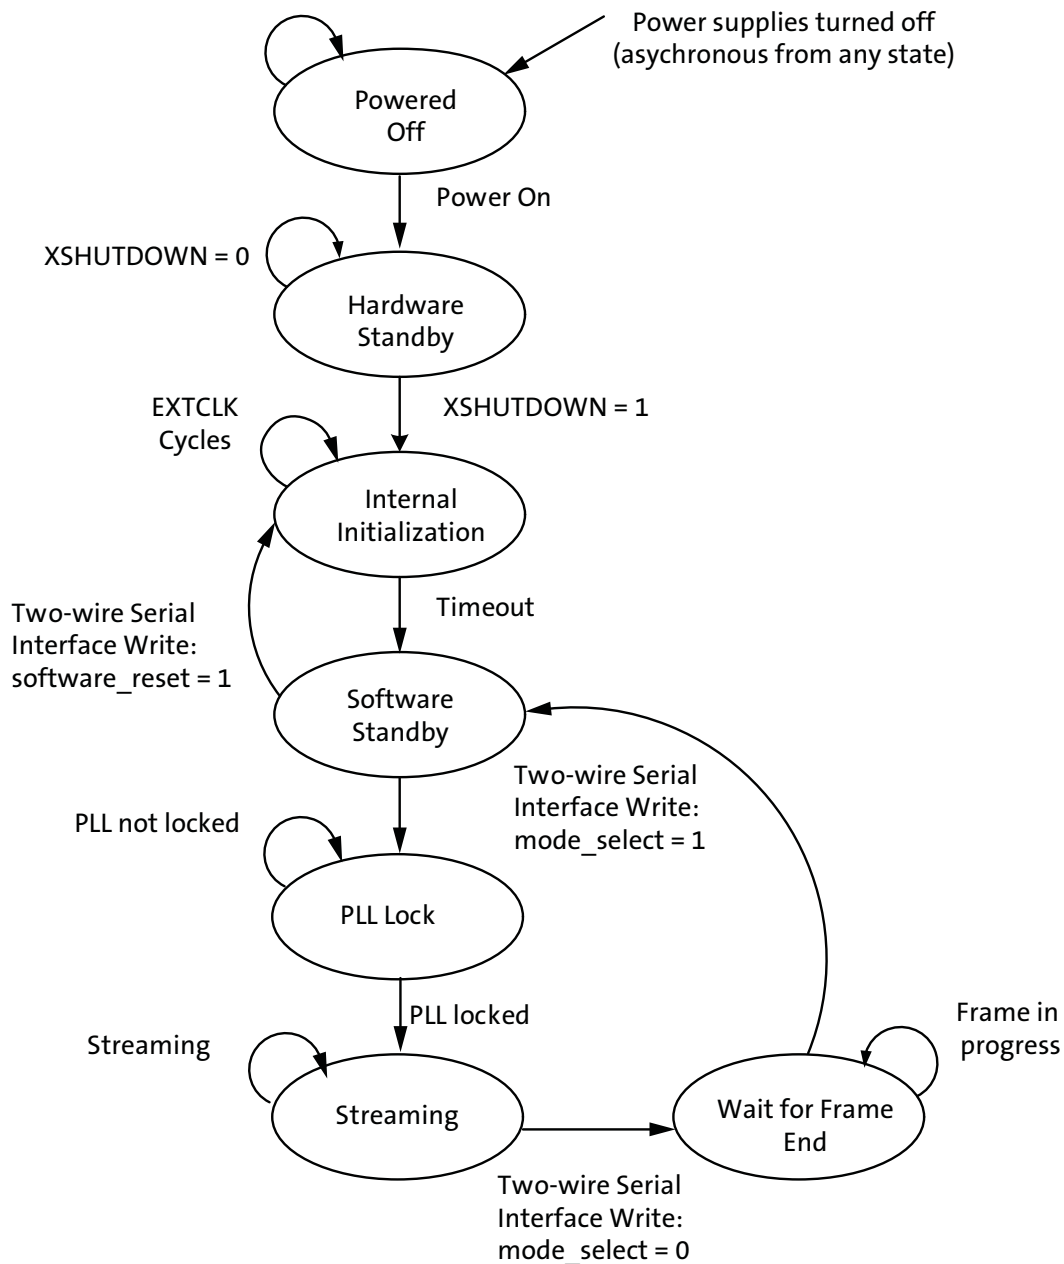 Power supplies turned off
(asychronous from any state)
Powered
Off
Power On
XSHUTDOWN = 0
Hardware
Standby
XSHUTDOWN = 1
EXTCLK
Cycles
Internal
Initialization
Timeout
Two-wire Serial
Interface Write:
software_reset = 1
Software
Standby
Two-wire Serial
Interface Write:
mode_select = 1
PLL not locked
PLL Lock
PLL locked
Streaming
Frame in
progress
Streaming
Wait for Frame
End
Two-wire Serial
Interface Write:
mode_select = 0